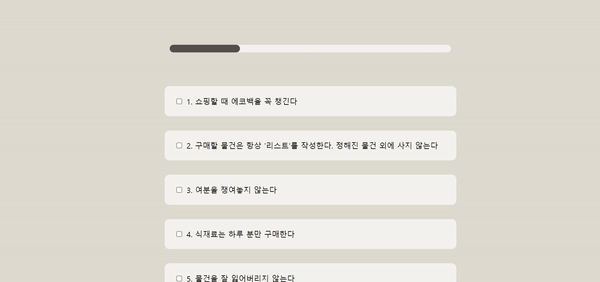 1. 쇼핑할 때 에코백을 꼭 챙긴다
2. 구매할 물건은 항상 '리스트'를 작성한다. 정해진 물건 외에 사지 않는다
3. 여분을 쟁여놓지 않는다
4. 식재료는 하루 분만 구매한다
5. 물건을 잘 잃어버리지 않는다